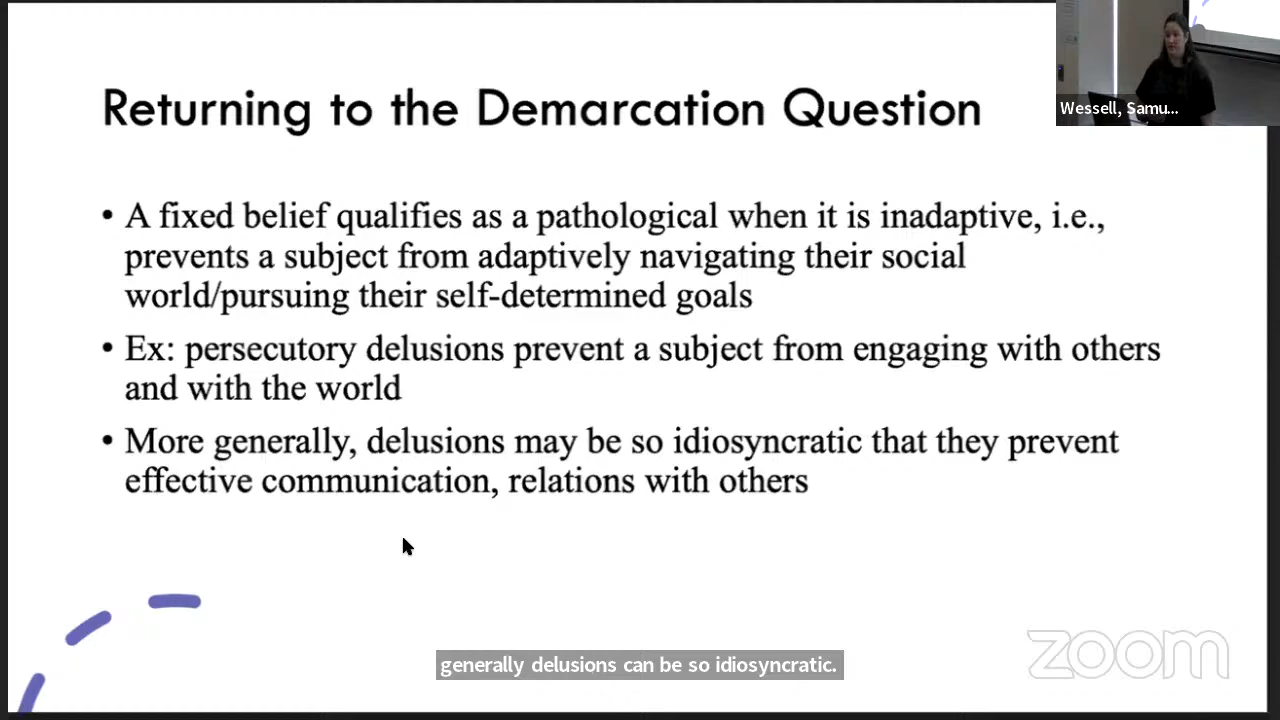 Returning to the Demarcation Question
Wessell, Samu...
• A fixed belief qualifies as a pathological when it is inadaptive, i.e.,
prevents a subject from adaptively navigating their social
world/pursuing their self-determined goals
• Ex: persecutory delusions prevent a subject from engaging with others
and with the world
• More generally, delusions may be so idiosyncratic that they prevent
effective communication, relations with others
zoom
generally delusions can be so idiosyncratic.